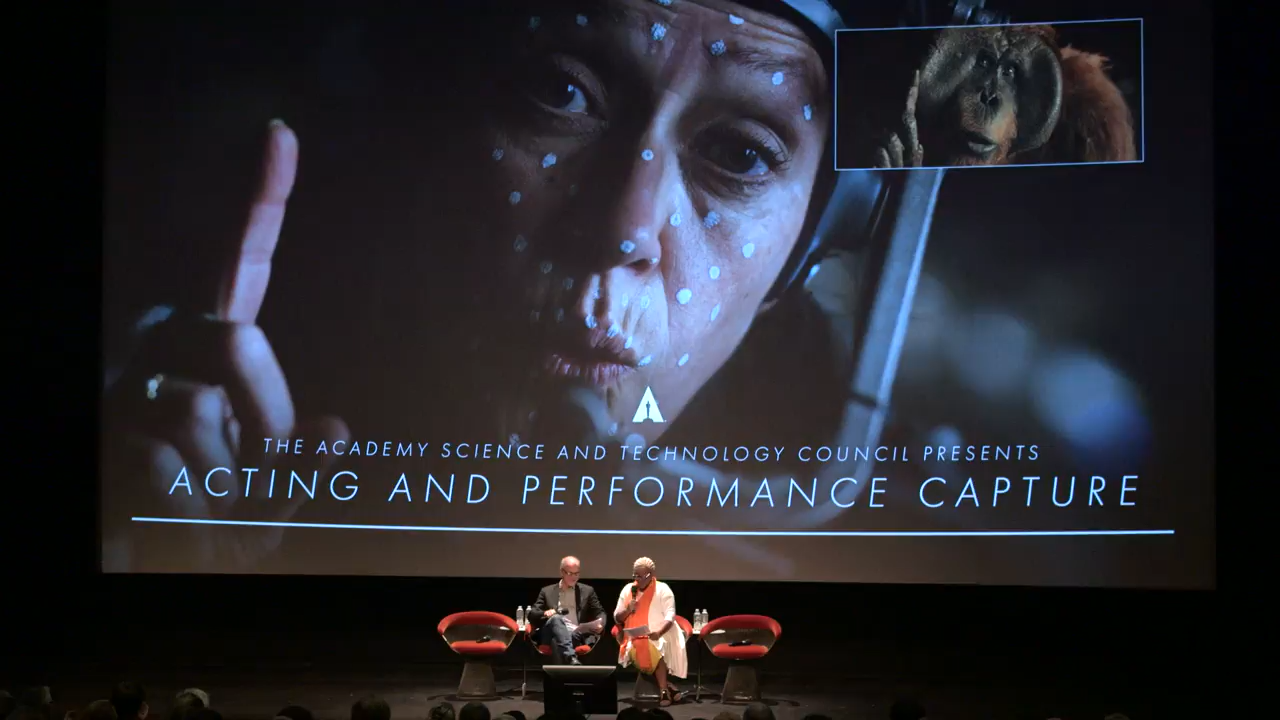 THE ACADEMY SCIENCE AND TECHNOLOGY COUNCIL PRESENTS
ACTING AND PERFORMANCE CAPTURE